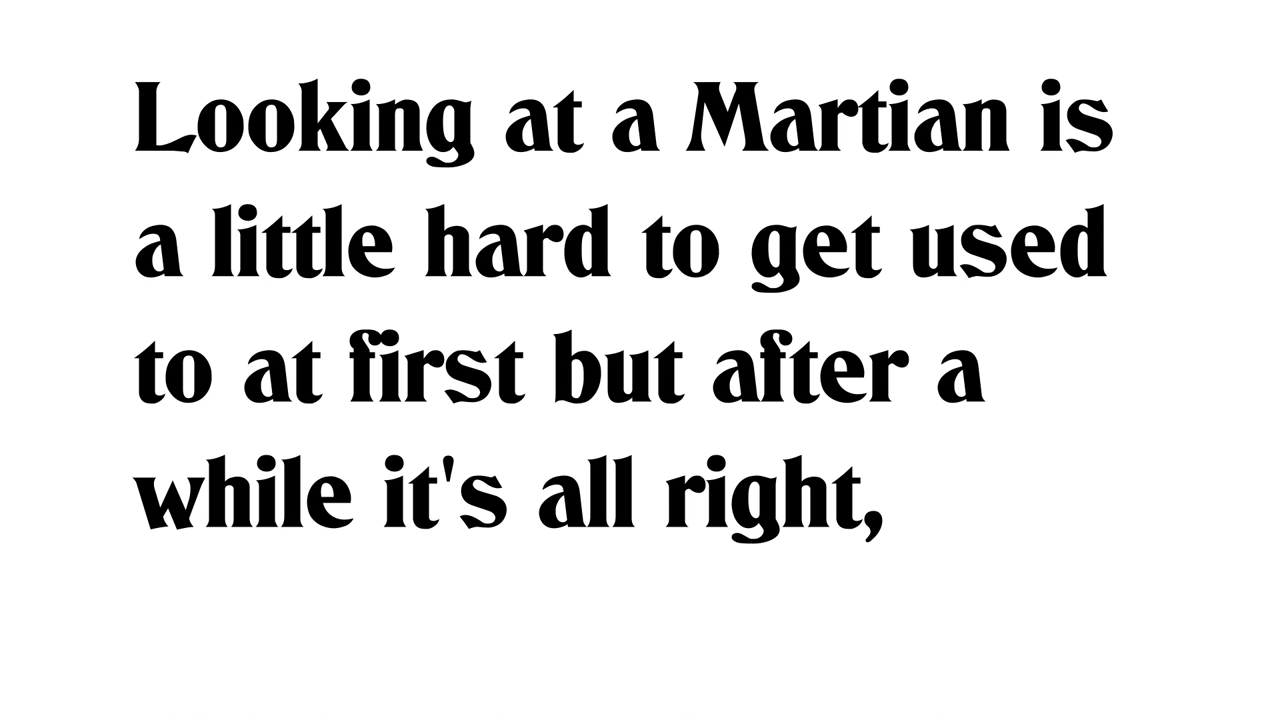 Looking at a Martian is
a little hard to get used
to at first but after a
while it's all right,